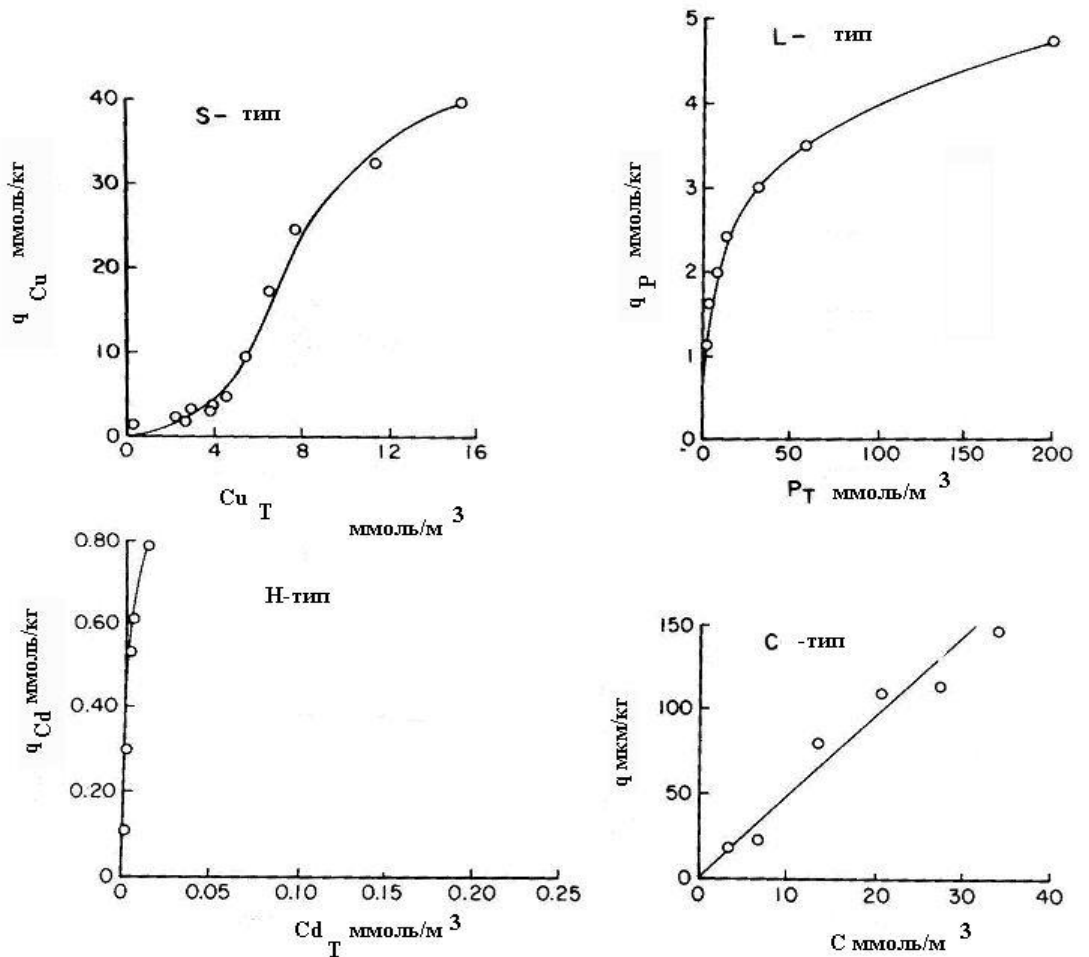 S- тип
40
30
20
10
0
q Cu ммоль/кг
0 4 8 12 16
Cu T ммоль/м 3
L- тип
5
4
3
2
1
0
q P ммоль/кг
0 50 100 150 200
PT ммоль/м 3
H-тип
0.80
0.60
0.40
0.20
0
q Cd ммоль/кг
0 0.05 0.10 0.15 0.20 0.25
Cd T ммоль/м 3
C -тип
150
100
50
0
q мкм/кг
0 10 20 30 40
C ммоль/м 3